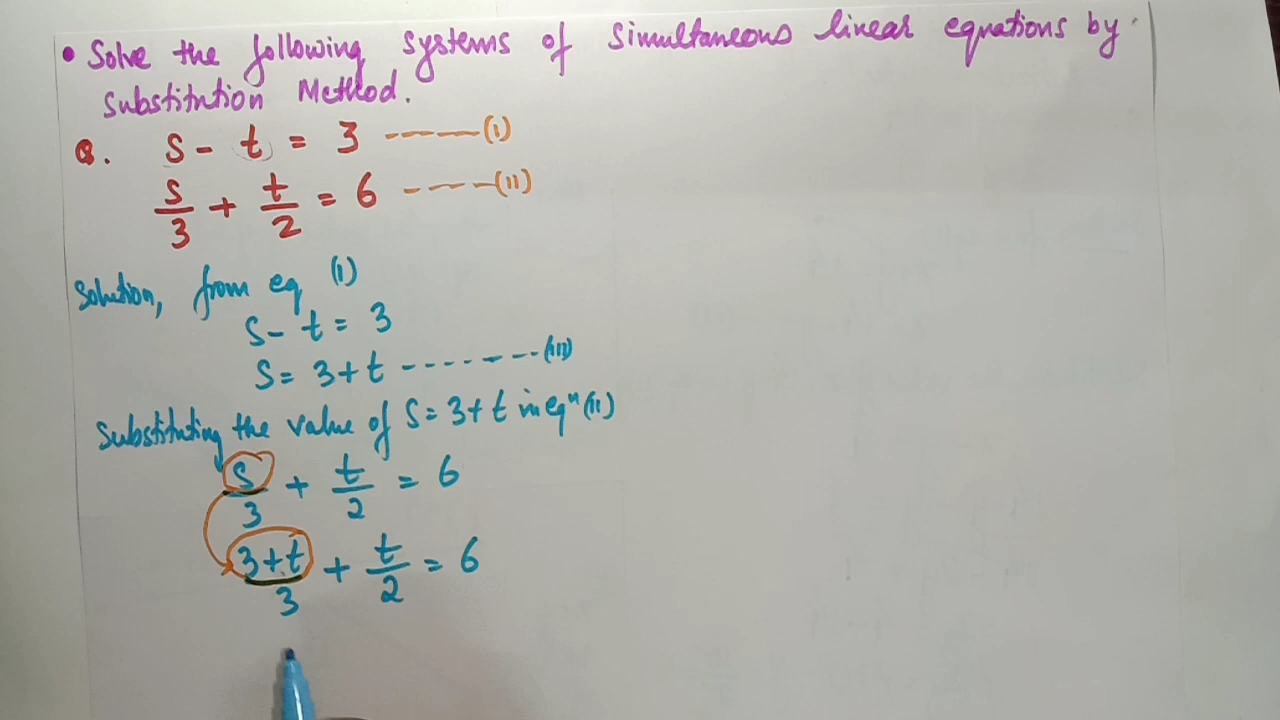 • Solve the following systems of simultaneous linear equations by
substitution Method.
Q. s - t = 3 -------(i)
s/3 + t/2 = 6 -----(ii)
Solution, from eq (i)
s - t = 3
s = 3 + t --------(iii)
Substituting the value of s = 3 + t in eqⁿ (ii)
s/3 + t/2 = 6
3+t/3 + t/2 = 6